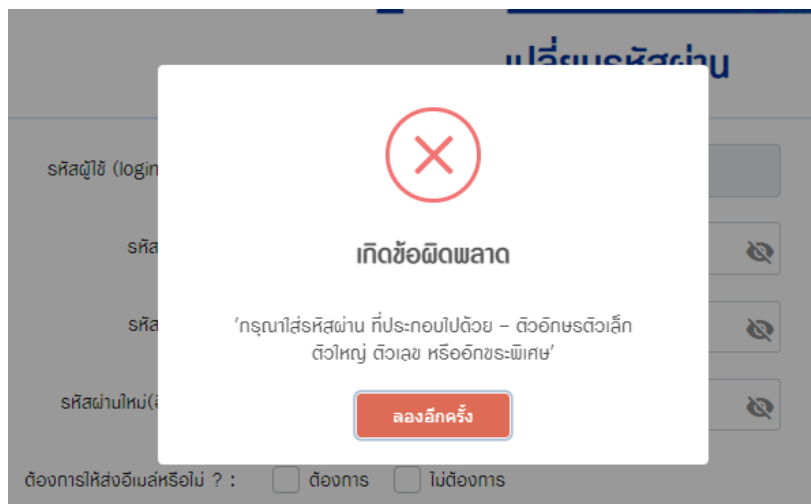 เปลี่ยนรหัสผ่าน
รหัสผู้ใช้ (login
รหัส
รหัส
รหัสผ่านใหม่(
เกิดข้อผิดพลาด
'กรุณาใส่รหัสผ่าน ที่ประกอบไปด้วย – ตัวอักษรตัวเล็ก
ตัวใหญ่ ตัวเลข หรืออักขระพิเศษ'
ลองอีกครั้ง
ต้องการให้ส่งอีเมล์หรือไม่ ? : ต้องการ ไม่ต้องการ